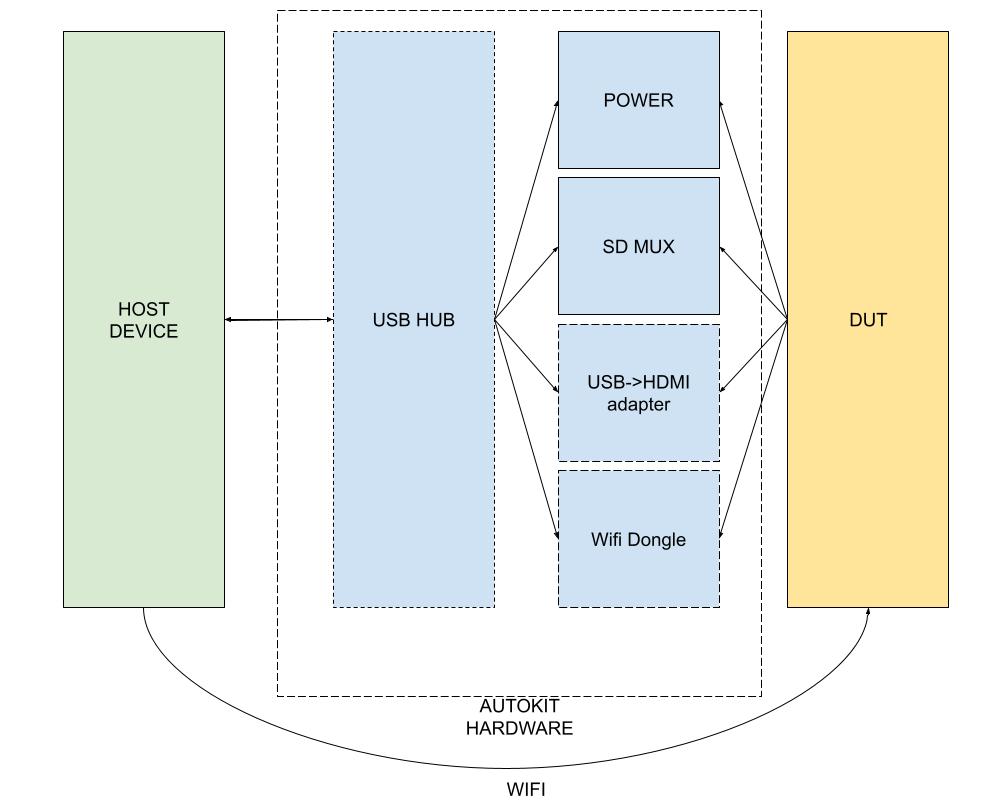 POWER
SD MUX
HOST
DEVICE
USB HUB
DUT
USB->HDMI
adapter
Wifi Dongle
AUTOKIT
HARDWARE
WIFI